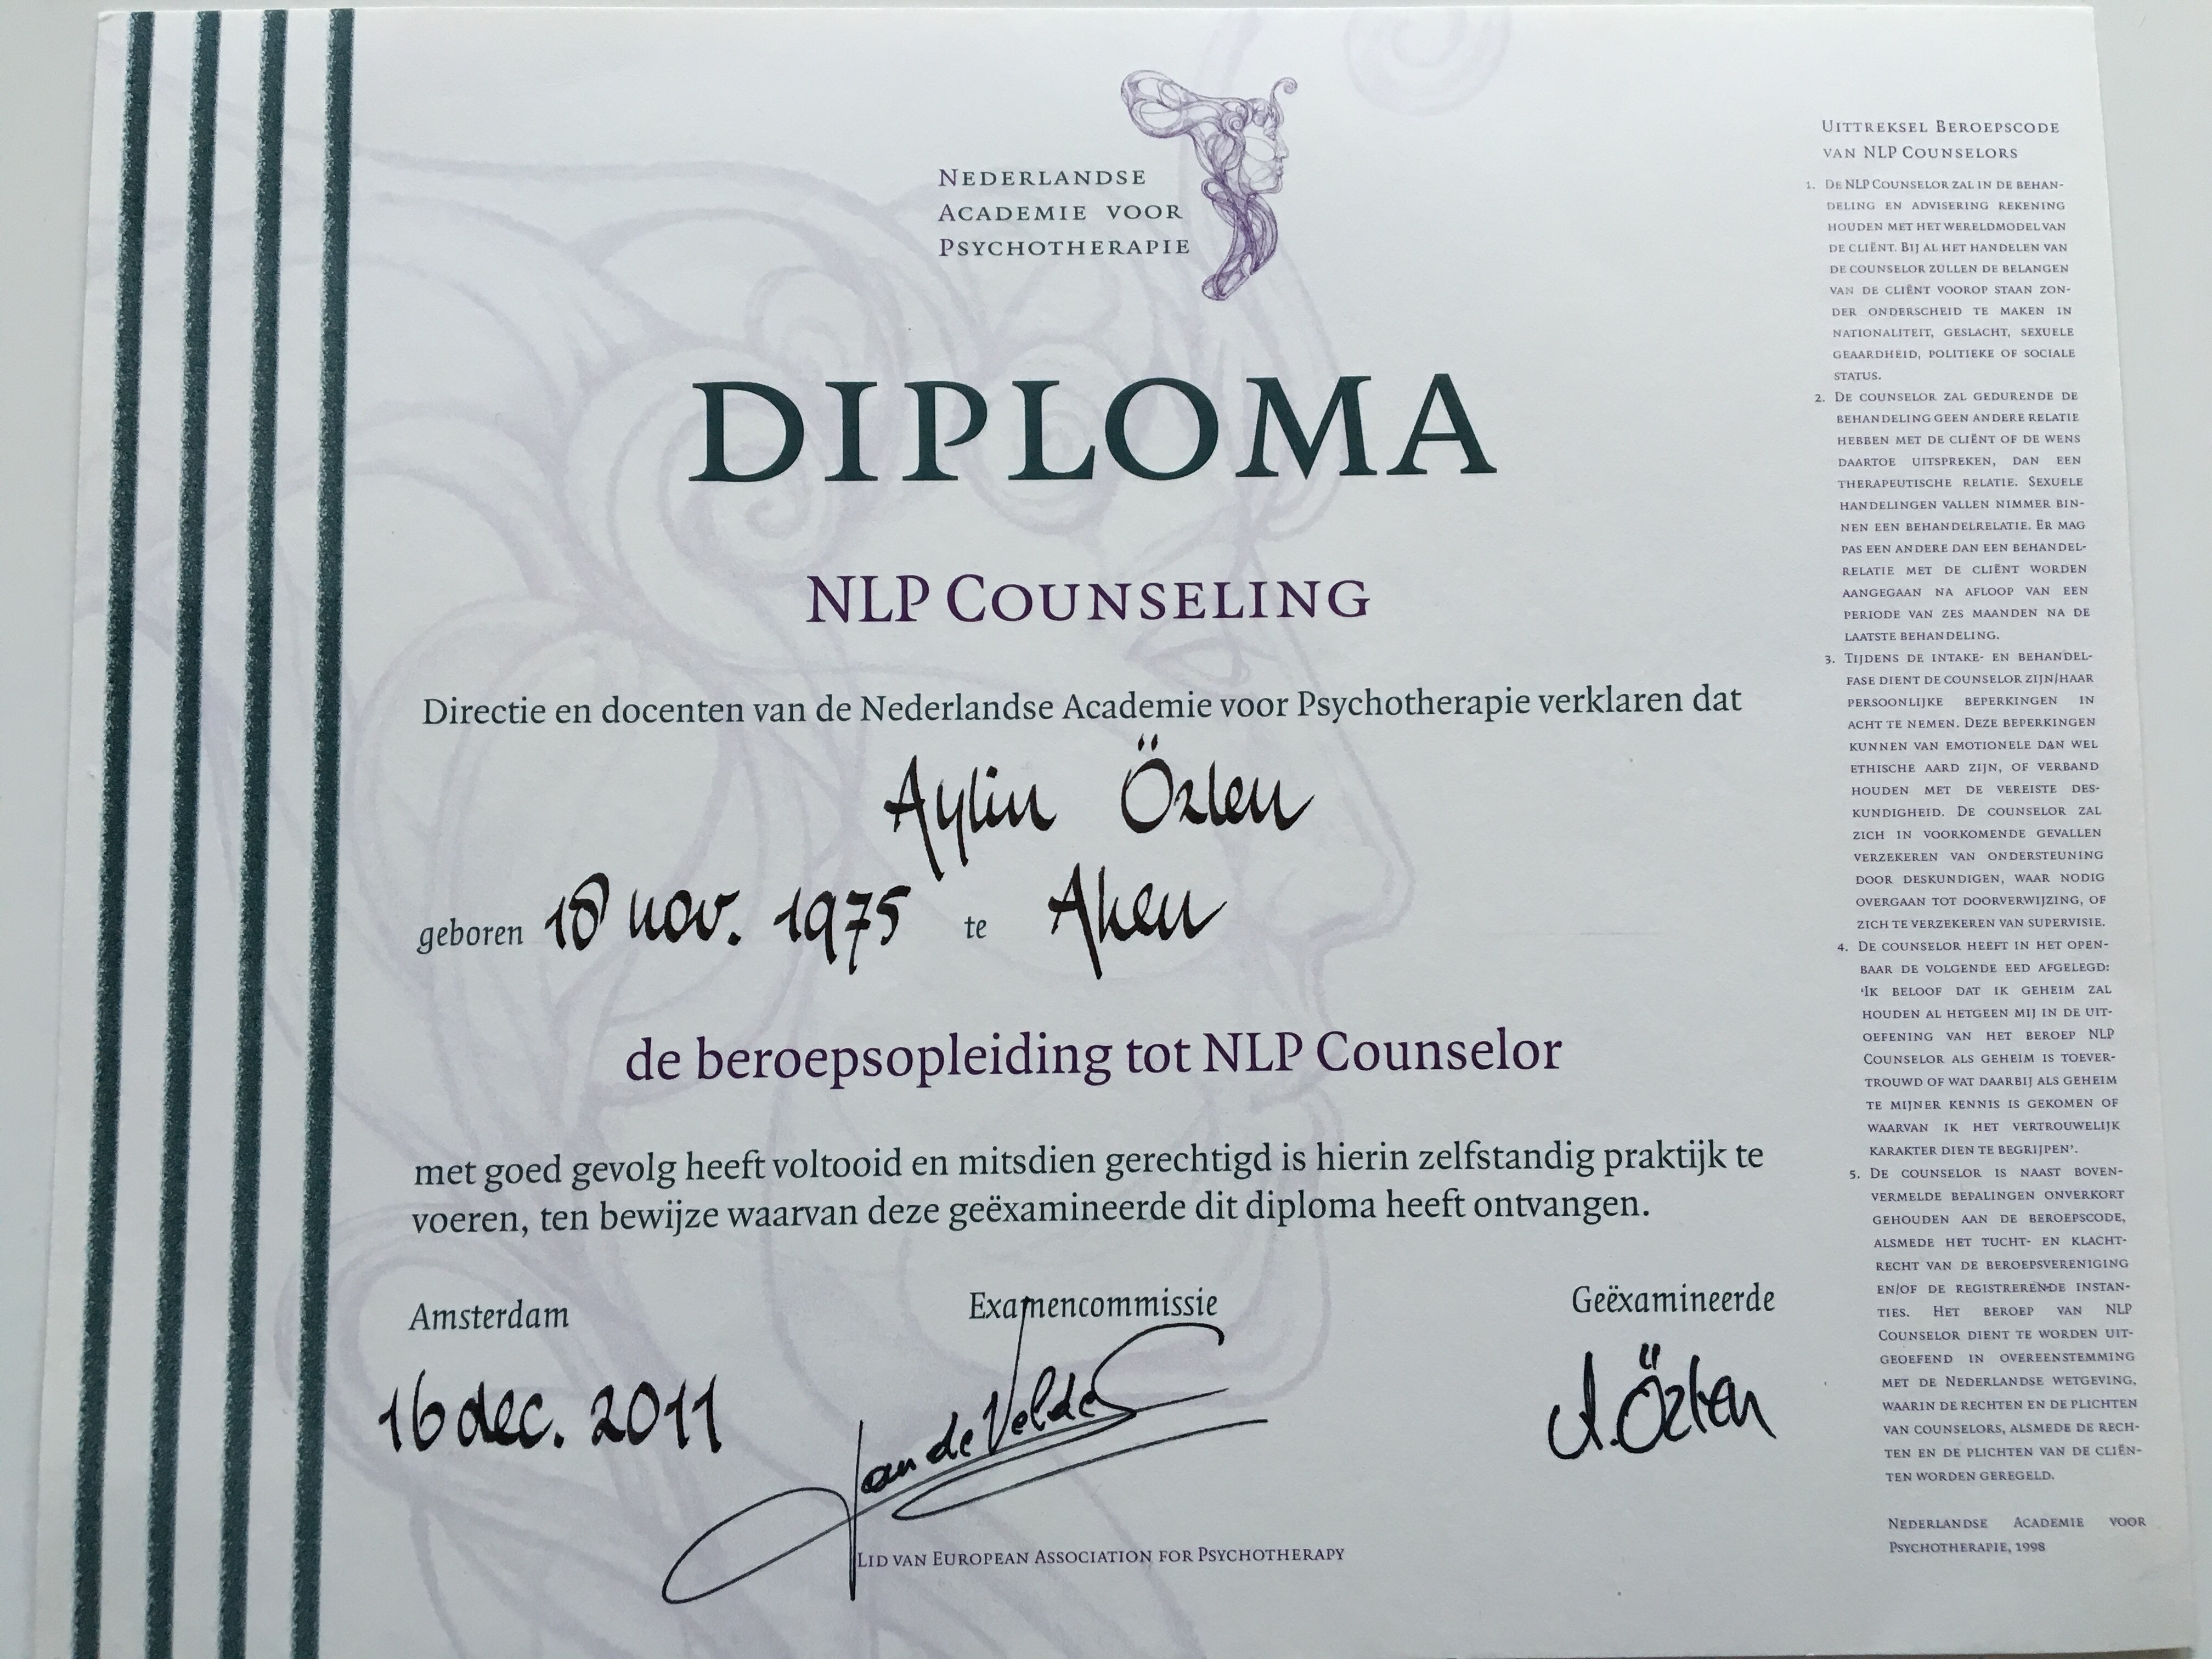 NEDERLANDSE
ACADEMIE VOOR
PSYCHOTHERAPIE
DIPLOMA
NLP COUNSELING
Directie en docenten van de Nederlandse Academie voor Psychotherapie verklaren dat
Aylin Özlen
geboren 18 nov. 1975 te Aken
de beroepsopleiding tot NLP Counselor
met goed gevolg heeft voltooid en mitsdien gerechtigd is hierin zelfstandig praktijk te
voeren, ten bewijze waarvan deze geëxamineerde dit diploma heeft ontvangen.
Amsterdam
16 dec. 2011
Examencommissie
Jan de Velde
Geëxamineerde
A. Özlen
LID VAN EUROPEAN ASSOCIATION FOR PSYCHOTHERAPY
UITTREKSEL BEROEPSCODE
VAN NLP COUNSELORS
1. DE NLP COUNSELOR ZAL IN DE BEHAN-
DELING EN ADVISERING REKENING
HOUDEN MET HET WERELDMODEL VAN
DE CLIËNT. BIJ AL HET HANDELEN VAN
DE COUNSELOR ZULLEN DE BELANGEN
VAN DE CLIËNT VOOROP STAAN ZON-
DER ONDERSCHEID TE MAKEN IN
NATIONALITEIT, GESLACHT, SEXUELE
GEAARDHEID, POLITIEKE OF SOCIALE
STATUS.
2. DE COUNSELOR ZAL GEDURENDE DE
BEHANDELING GEEN ANDERE RELATIE
HEBBEN MET DE CLIËNT OF DE WENS
DAARTOE UITSPREKEN, DAN EEN
THERAPEUTISCHE RELATIE. SEXUELE
HANDELINGEN VALLEN NIMMER BIN-
NEN EEN BEHANDELRELATIE. ER MAG
PAS EEN ANDERE DAN EEN BEHANDEL-
RELATIE MET DE CLIËNT WORDEN
AANGEGAAN NA AFLOOP VAN EEN
PERIODE VAN ZES MAANDEN NA DE
LAATSTE BEHANDELING.
3. TIJDENS DE INTAKE- EN BEHANDEL-
FASE DIENT DE COUNSELOR ZIJN/HAAR
PERSOONLIJKE BEPERKINGEN IN
ACHT TE NEMEN. DEZE BEPERKINGEN
KUNNEN VAN EMOTIONELE DAN WEL
ETHISCHE AARD ZIJN, OF VERBAND
HOUDEN MET DE VEREISTE DES-
KUNDIGHEID. DE COUNSELOR ZAL
ZICH IN VOORKOMENDE GEVALLEN
VERZEKEREN VAN ONDERSTEUNING
DOOR DESKUNDIGEN, WAAR NODIG
OVERGAAN TOT DOORVERWIJZING, OF
ZICH TE VERZEKEREN VAN SUPERVISIE.
4. DE COUNSELOR HEEFT IN HET OPEN-
BAAR DE VOLGENDE EED AFGELEGD:
'IK BELOOF DAT IK GEHEIM ZAL
HOUDEN AL HETGEEN MIJ IN DE UIT-
OEFENING VAN HET BEROEP NLP
COUNSELOR ALS GEHEIM IS TOEVER-
TROUWD OF WAT DAARBIJ ALS GEHEIM
TE MIJNER KENNIS IS GEKOMEN OF
WAARVAN IK HET VERTROUWELIJK
KARAKTER DIEN TE BEGRIJPEN'.
5. DE COUNSELOR IS NAAST BOVEN-
VERMELDE BEPALINGEN ONVERKORT
GEHOUDEN AAN DE BEROEPSCODE,
ALSMEDE HET TUCHT- EN KLACHT-
RECHT VAN DE BEROEPSVERENIGING
EN/OF DE REGISTRERENDE INSTAN-
TIES. HET BEROEP VAN NLP
COUNSELOR DIENT TE WORDEN UIT-
GEOEFEND IN OVEREENSTEMMING
MET DE NEDERLANDSE WETGEVING,
WAARIN DE RECHTEN EN DE PLICHTEN
VAN COUNSELORS, ALSMEDE DE RECH-
TEN EN DE PLICHTEN VAN DE CLIËN-
TEN WORDEN GEREGELD.
NEDERLANDSE ACADEMIE VOOR
PSYCHOTHERAPIE, 1998